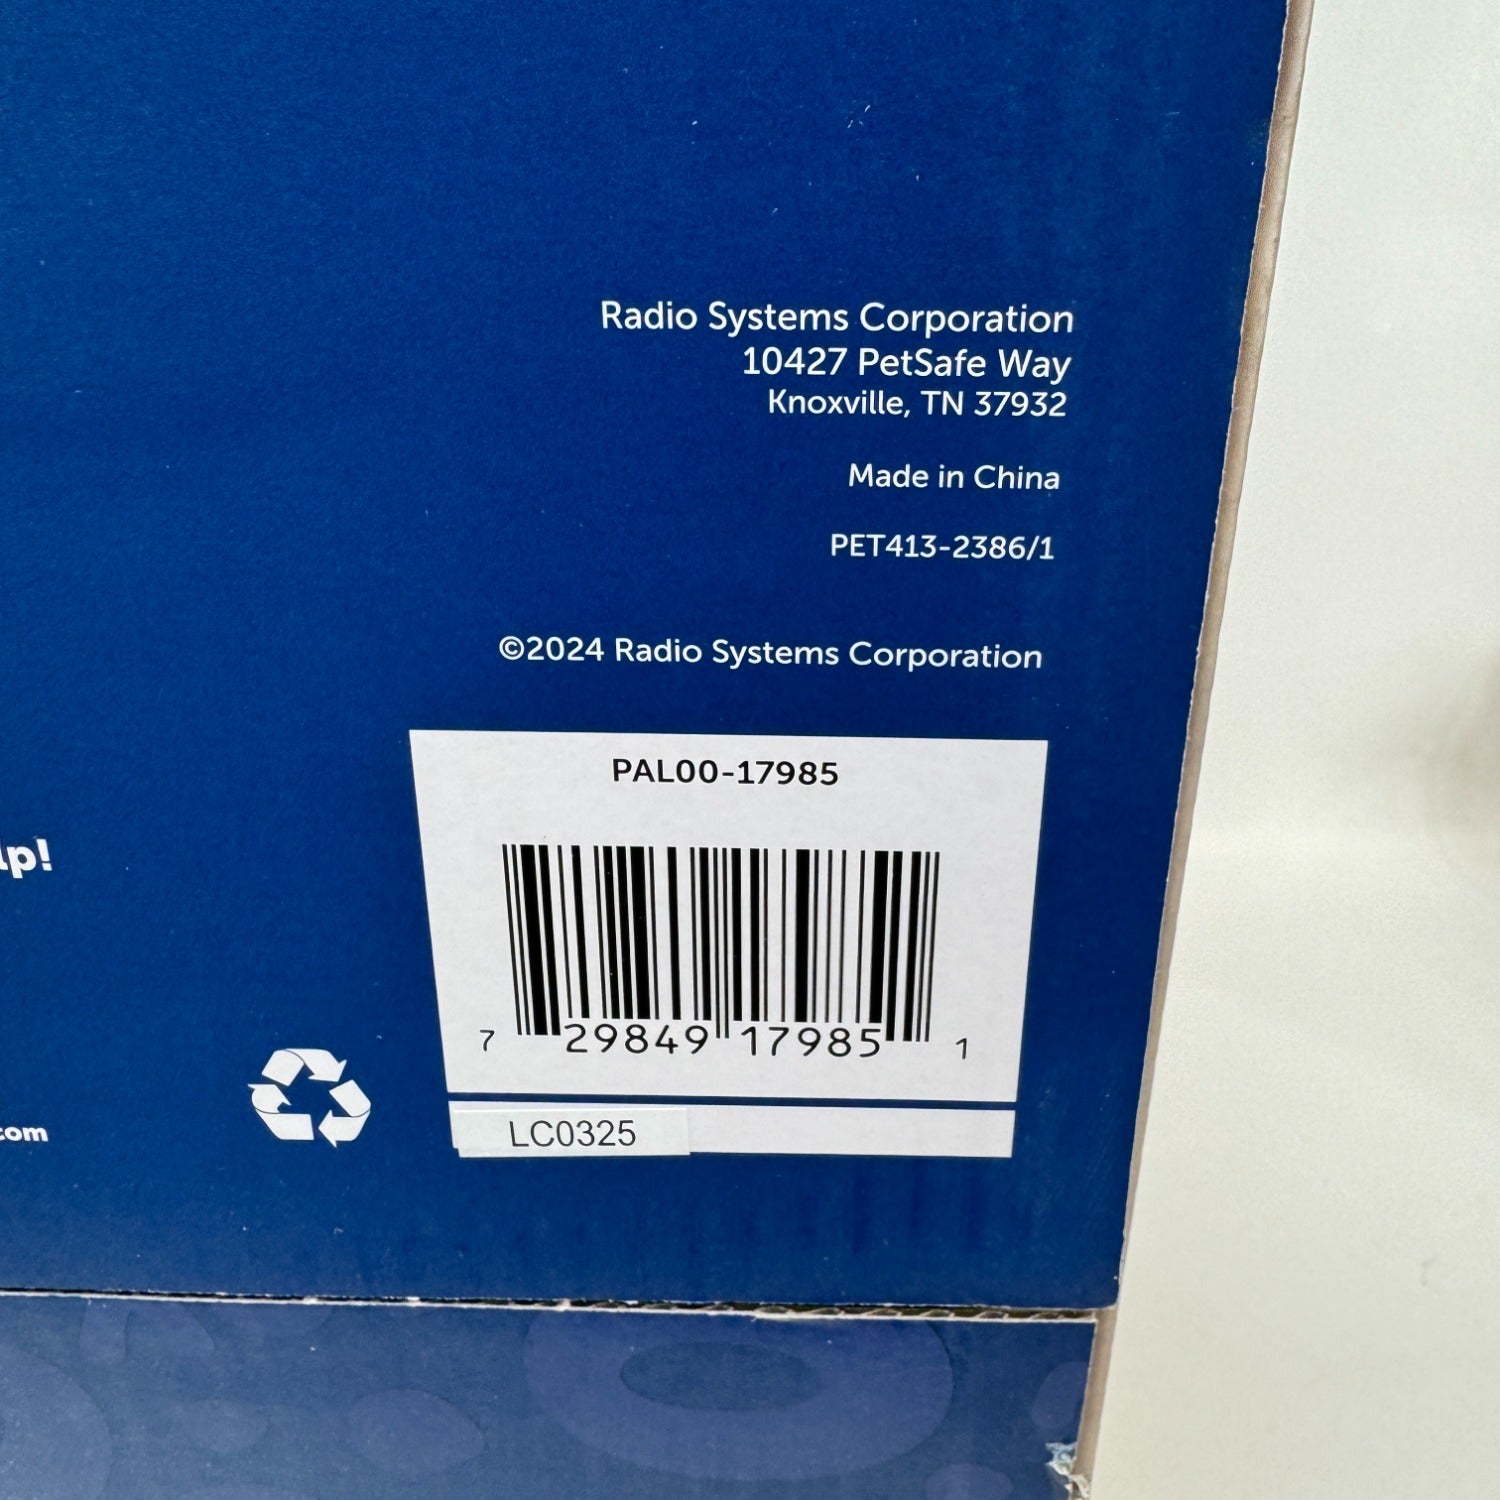 Radio Systems Corporation
10427 PetSafe Way
Knoxville, TN 37932
Made in China
PET413-2386/1
©2024 Radio Systems Corporation
PAL00-17985
lp!
7 29849 17985 1
com
LC0325